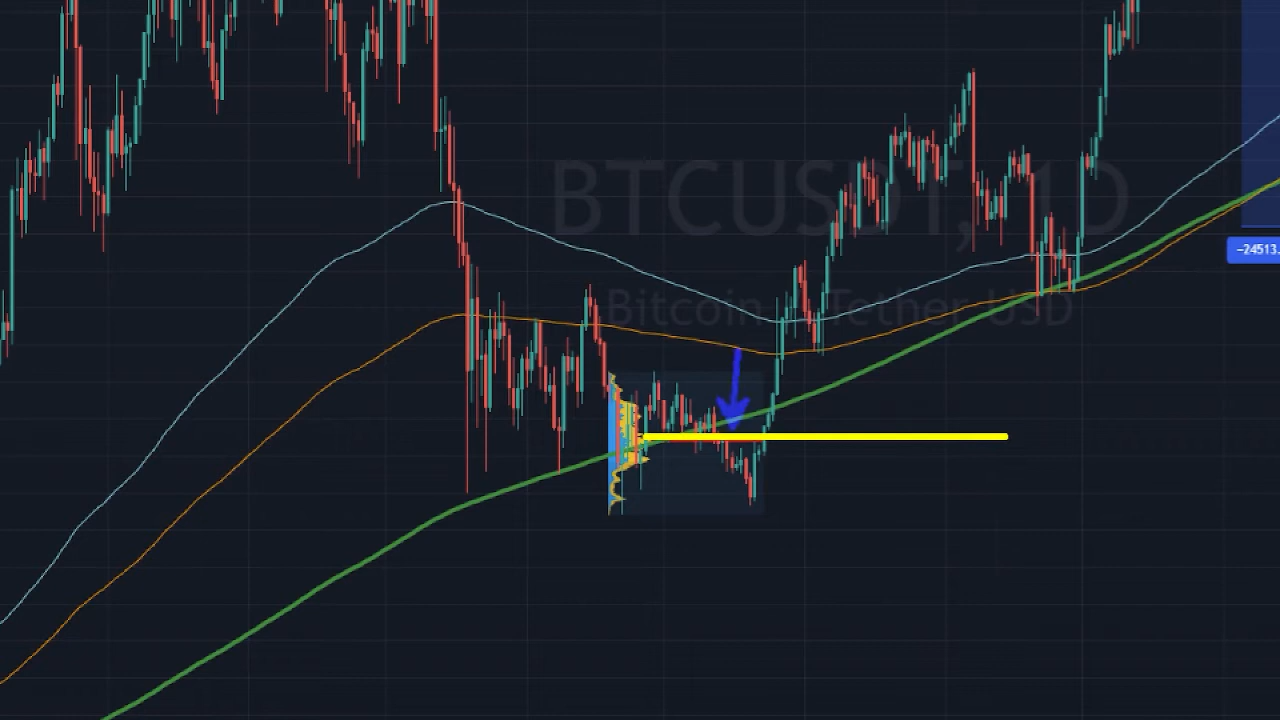 BTCUSDT, 1D
Bitcoin / Tether USD
−24513.